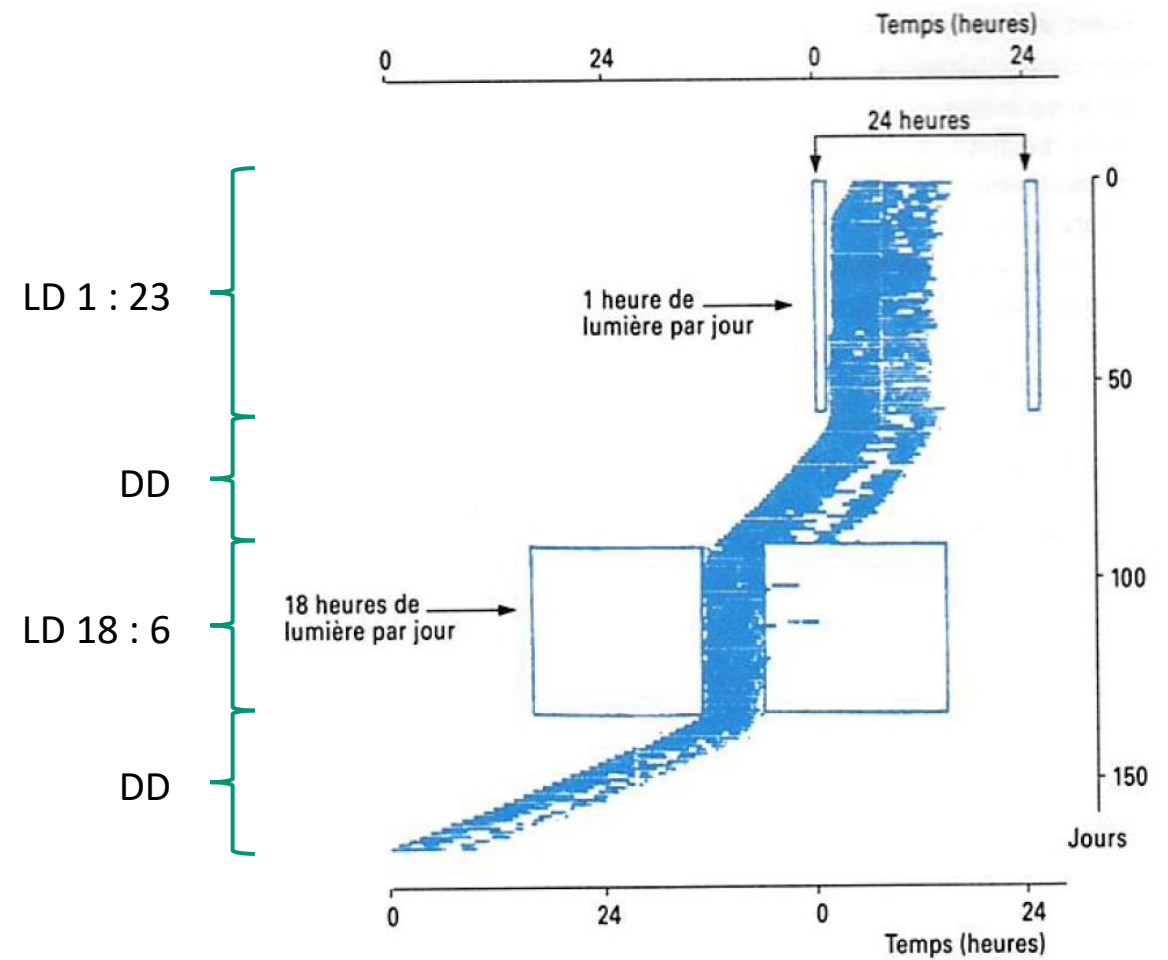 Temps (heures)
0 24 0 24
24 heures
0
LD 1 : 23
1 heure de
lumière par jour
50
DD
100
18 heures de
lumière par jour
LD 18 : 6
150
DD
Jours
0 24 0 24
Temps (heures)